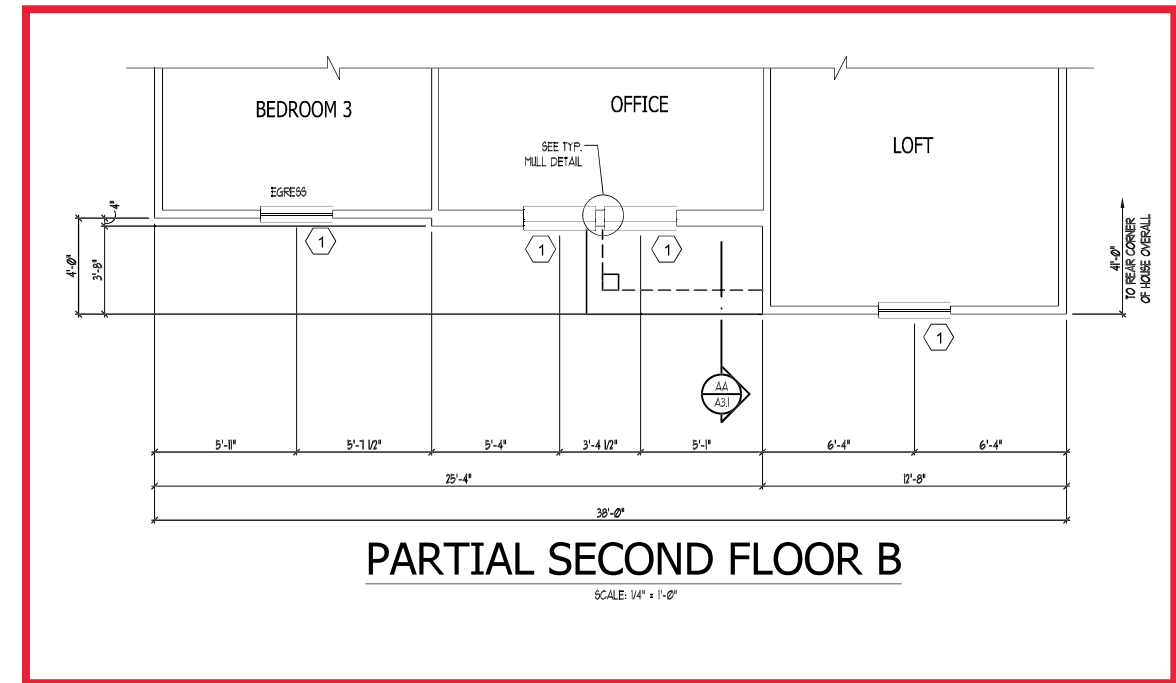 BEDROOM 3
OFFICE
LOFT
SEE TYP.
MULL DETAIL
EGRESS
4"
4'-0"
3'-8"
1
1
1
1
41'-0"
TO REAR CORNER
OF HOUSE OVERALL
AA
A3.1
5'-11"
5'-7 1/2"
5'-4"
3'-4 1/2"
5'-1"
6'-4"
6'-4"
25'-4"
12'-8"
38'-0"
PARTIAL SECOND FLOOR B
SCALE: 1/4" = 1'-0"